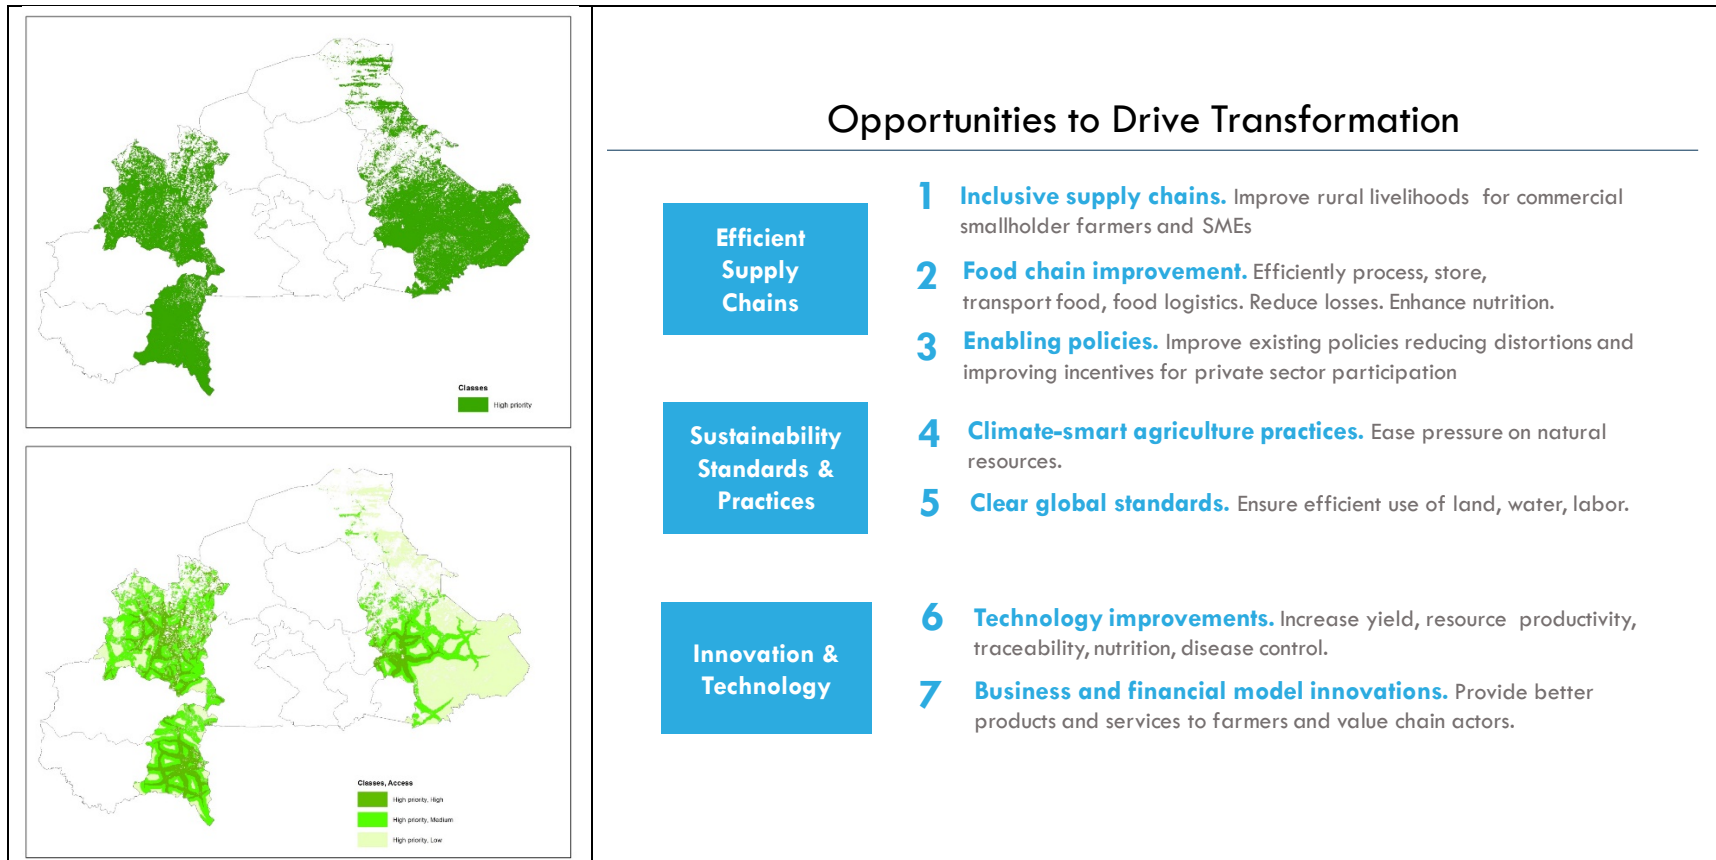 Classes
High priority
Classes, Access
High priority, High
High priority, Medium
High priority, Low
Opportunities to Drive Transformation
Efficient
Supply
Chains
1 Inclusive supply chains. Improve rural livelihoods for commercial
smallholder farmers and SMEs
2 Food chain improvement. Efficiently process, store,
transport food, food logistics. Reduce losses. Enhance nutrition.
3 Enabling policies. Improve existing policies reducing distortions and
improving incentives for private sector participation
Sustainability
Standards &
Practices
4 Climate-smart agriculture practices. Ease pressure on natural
resources.
5 Clear global standards. Ensure efficient use of land, water, labor.
Innovation &
Technology
6 Technology improvements. Increase yield, resource productivity,
traceability, nutrition, disease control.
7 Business and financial model innovations. Provide better
products and services to farmers and value chain actors.